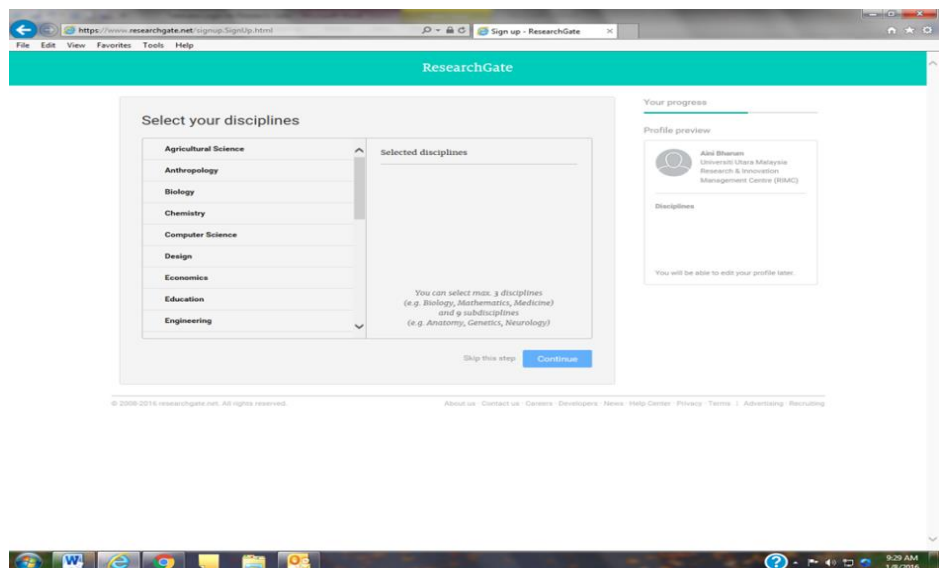 https://www.researchgate.net/signup.SignUp.html
Sign up - ResearchGate
File Edit View Favorites Tools Help
ResearchGate
Select your disciplines
Agricultural Science
Anthropology
Biology
Chemistry
Computer Science
Design
Economics
Education
Engineering
Selected disciplines
You can select max. 3 disciplines
(e.g. Biology, Mathematics, Medicine)
and 9 subdisciplines
(e.g. Anatomy, Genetics, Neurology)
Skip this step
Continue
Your progress
Profile preview
Aini Bhanum
Universiti Utara Malaysia
Research & Innovation
Management Centre (RIMC)
Disciplines
You will be able to edit your profile later.
© 2008-2016 researchgate.net. All rights reserved.
About us · Contact us · Careers · Developers · News · Help Center · Privacy · Terms | Advertising · Recruiting
9:29 AM
1/8/2016